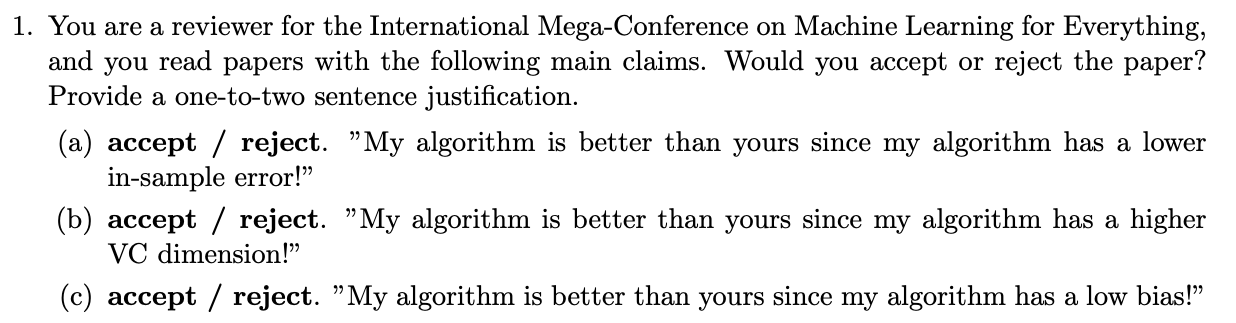 1. You are a reviewer for the International Mega-Conference on Machine Learning for Everything,
and you read papers with the following main claims. Would you accept or reject the paper?
Provide a one-to-two sentence justification.
(a) accept / reject. ”My algorithm is better than yours since my algorithm has a lower
in-sample error!”
(b) accept / reject. ”My algorithm is better than yours since my algorithm has a higher
VC dimension!”
(c) accept / reject. ”My algorithm is better than yours since my algorithm has a low bias!”